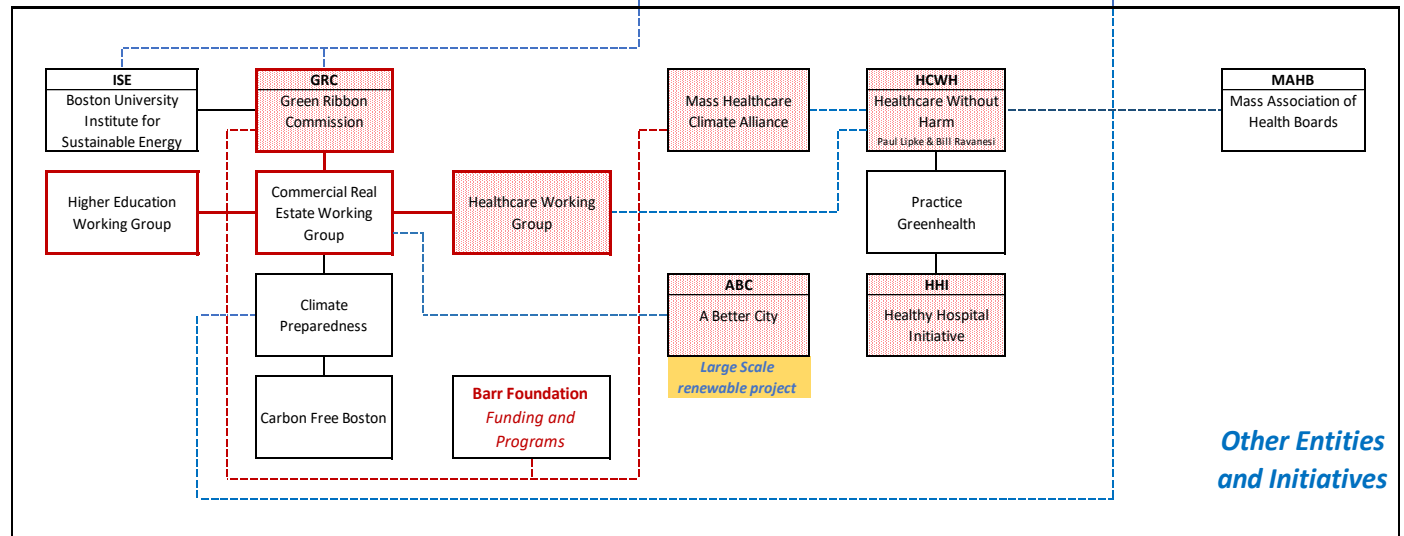 ISE
Boston University
Institute for
Sustainable Energy
GRC
Green Ribbon
Commission
Mass Healthcare
Climate Alliance
HCWH
Healthcare Without
Harm
Paul Lipke & Bill Ravanesi
MAHB
Mass Association of
Health Boards
Higher Education
Working Group
Commercial Real
Estate Working
Group
Healthcare Working
Group
Practice
Greenhealth
Climate
Preparedness
ABC
A Better City
Large Scale
renewable project
HHI
Healthy Hospital
Initiative
Carbon Free Boston
Barr Foundation
Funding and
Programs
Other Entities
and Initiatives